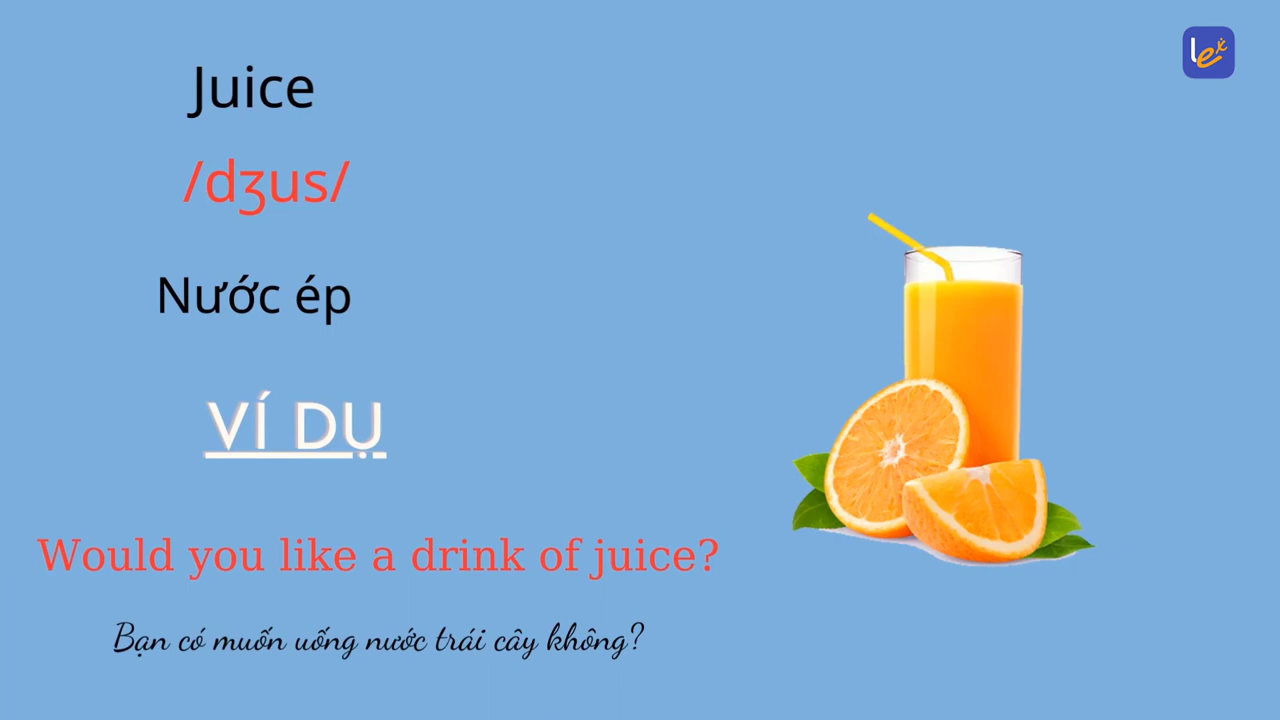 Juice
/dʒus/
Nước ép
VÍ DỤ
Would you like a drink of juice?
Bạn có muốn uống nước trái cây không?